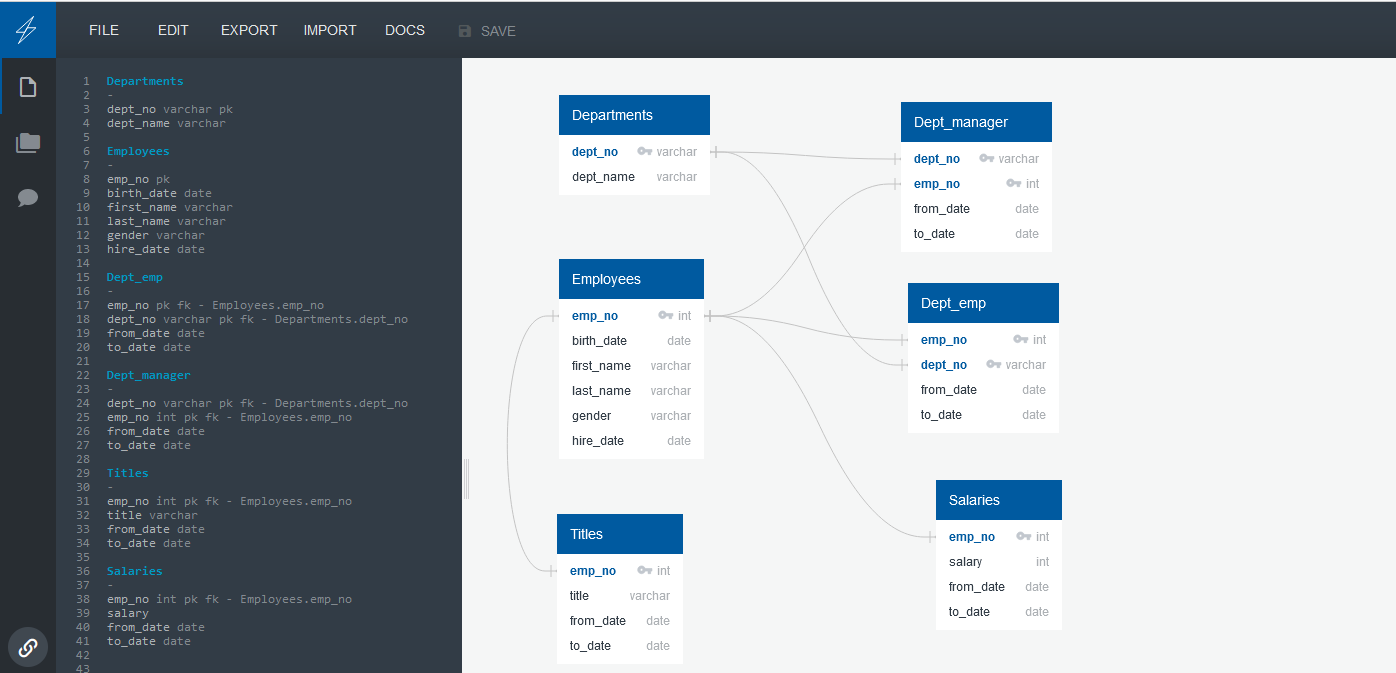 FILE EDIT EXPORT IMPORT DOCS SAVE
1 Departments
2 -
3 dept_no varchar pk
4 dept_name varchar
5
6 Employees
7 -
8 emp_no pk
9 birth_date date
10 first_name varchar
11 last_name varchar
12 gender varchar
13 hire_date date
14
15 Dept_emp
16 -
17 emp_no pk fk - Employees.emp_no
18 dept_no varchar pk fk - Departments.dept_no
19 from_date date
20 to_date date
21
22 Dept_manager
23 -
24 dept_no varchar pk fk - Departments.dept_no
25 emp_no int pk fk - Employees.emp_no
26 from_date date
27 to_date date
28
29 Titles
30 -
31 emp_no int pk fk - Employees.emp_no
32 title varchar
33 from_date date
34 to_date date
35
36 Salaries
37 -
38 emp_no int pk fk - Employees.emp_no
39 salary
40 from_date date
41 to_date date
42
43
Departments
dept_no varchar
dept_name varchar
Employees
emp_no int
birth_date date
first_name varchar
last_name varchar
gender varchar
hire_date date
Titles
emp_no int
title varchar
from_date date
to_date date
Dept_manager
dept_no varchar
emp_no int
from_date date
to_date date
Dept_emp
emp_no int
dept_no varchar
from_date date
to_date date
Salaries
emp_no int
salary int
from_date date
to_date date